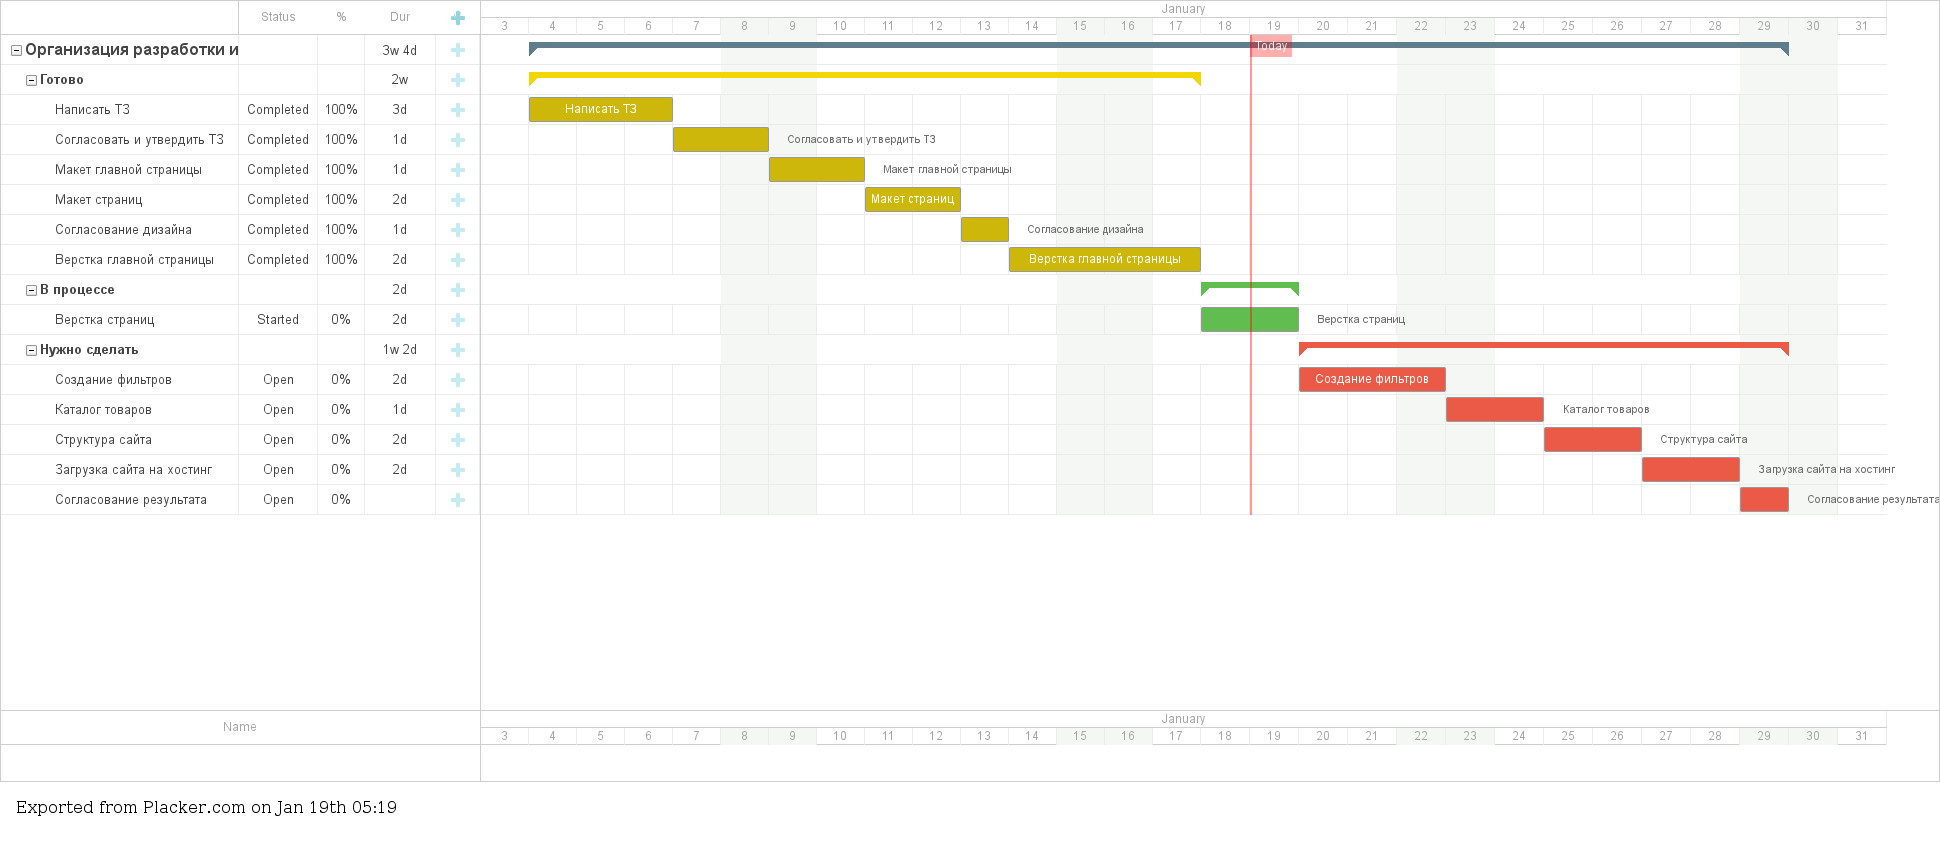 Status % Dur
January
3 4 5 6 7 8 9 10 11 12 13 14 15 16 17 18 19 20 21 22 23 24 25 26 27 28 29 30 31
Организация разработки и 3w 4d Today
Готово 2w
Написать ТЗ Completed 100% 3d Написать ТЗ
Согласовать и утвердить ТЗ Completed 100% 1d Согласовать и утвердить ТЗ
Макет главной страницы Completed 100% 1d Макет главной страницы
Макет страниц Completed 100% 2d Макет страниц
Согласование дизайна Completed 100% 1d Согласование дизайна
Верстка главной страницы Completed 100% 2d Верстка главной страницы
В процессе 2d
Верстка страниц Started 0% 2d Верстка страниц
Нужно сделать 1w 2d
Создание фильтров Open 0% 2d Создание фильтров
Каталог товаров Open 0% 1d Каталог товаров
Структура сайта Open 0% 2d Структура сайта
Загрузка сайта на хостинг Open 0% 2d Загрузка сайта на хостинг
Согласование результата Open 0% Согласование результата
Name
January
3 4 5 6 7 8 9 10 11 12 13 14 15 16 17 18 19 20 21 22 23 24 25 26 27 28 29 30 31
Exported from Placker.com on Jan 19th 05:19